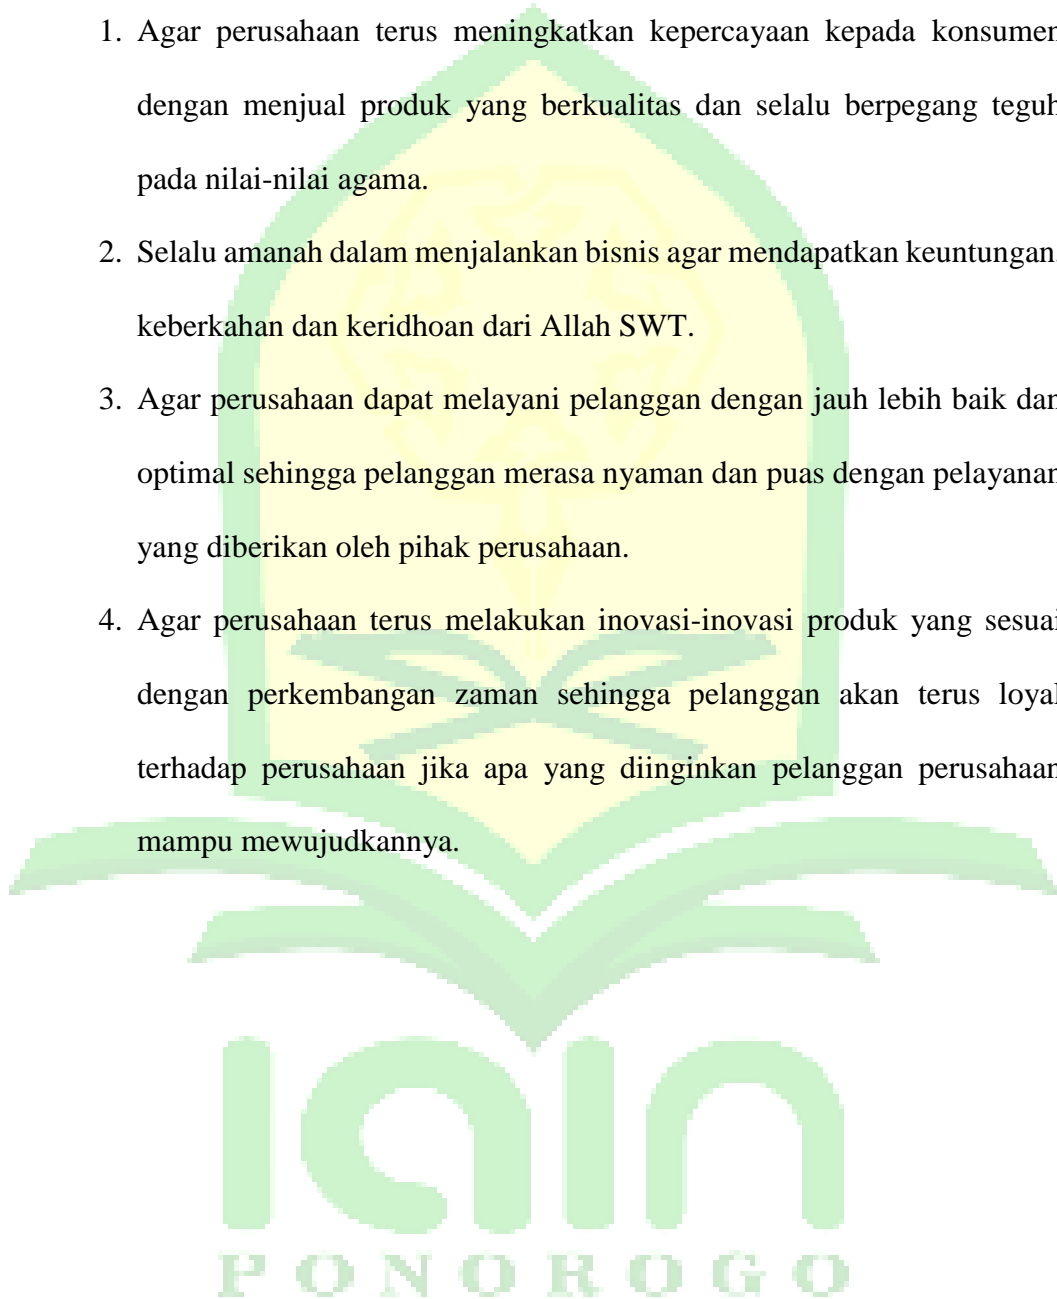 1. Agar perusahaan terus meningkatkan kepercayaan kepada konsumen
dengan menjual produk yang berkualitas dan selalu berpegang teguh
pada nilai-nilai agama.
2. Selalu amanah dalam menjalankan bisnis agar mendapatkan keuntungan,
keberkahan dan keridhoan dari Allah SWT.
3. Agar perusahaan dapat melayani pelanggan dengan jauh lebih baik dan
optimal sehingga pelanggan merasa nyaman dan puas dengan pelayanan
yang diberikan oleh pihak perusahaan.
4. Agar perusahaan terus melakukan inovasi-inovasi produk yang sesuai
dengan perkembangan zaman sehingga pelanggan akan terus loyal
terhadap perusahaan jika apa yang diinginkan pelanggan perusahaan
mampu mewujudkannya.
IAIN
PONOROGO